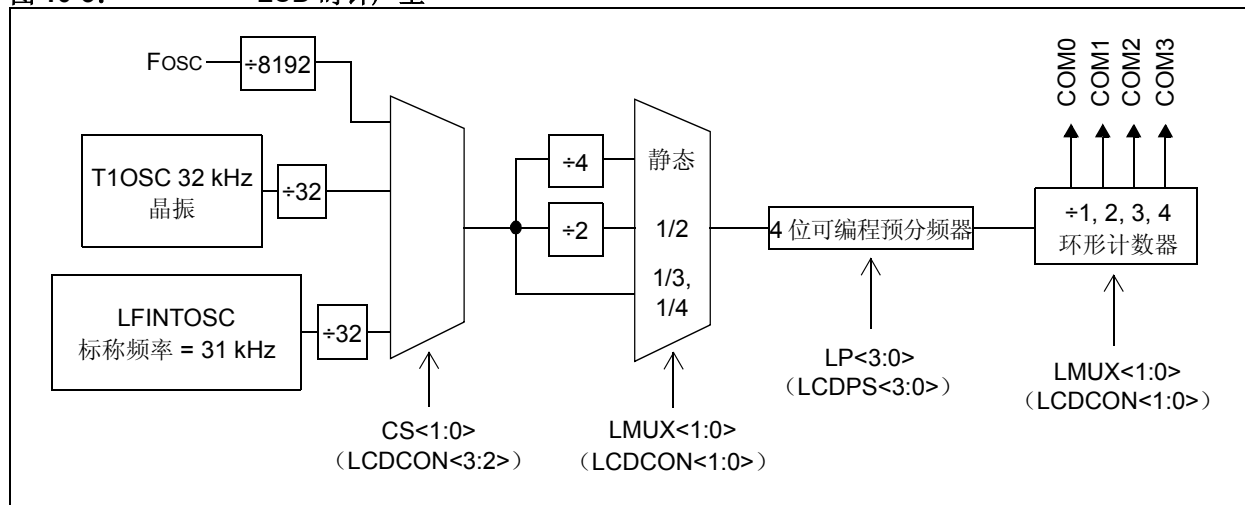 Fosc
÷8192
T1OSC 32 kHz
晶振
÷32
LFINTOSC
标称频率 = 31 kHz
÷32
CS<1:0>
（LCDCON<3:2>）
÷4
÷2
静态
1/2
1/3,
1/4
LMUX<1:0>
（LCDCON<1:0>）
4 位可编程预分频器
LP<3:0>
（LCDPS<3:0>）
COM0
COM1
COM2
COM3
÷1, 2, 3, 4
环形计数器
LMUX<1:0>
（LCDCON<1:0>）